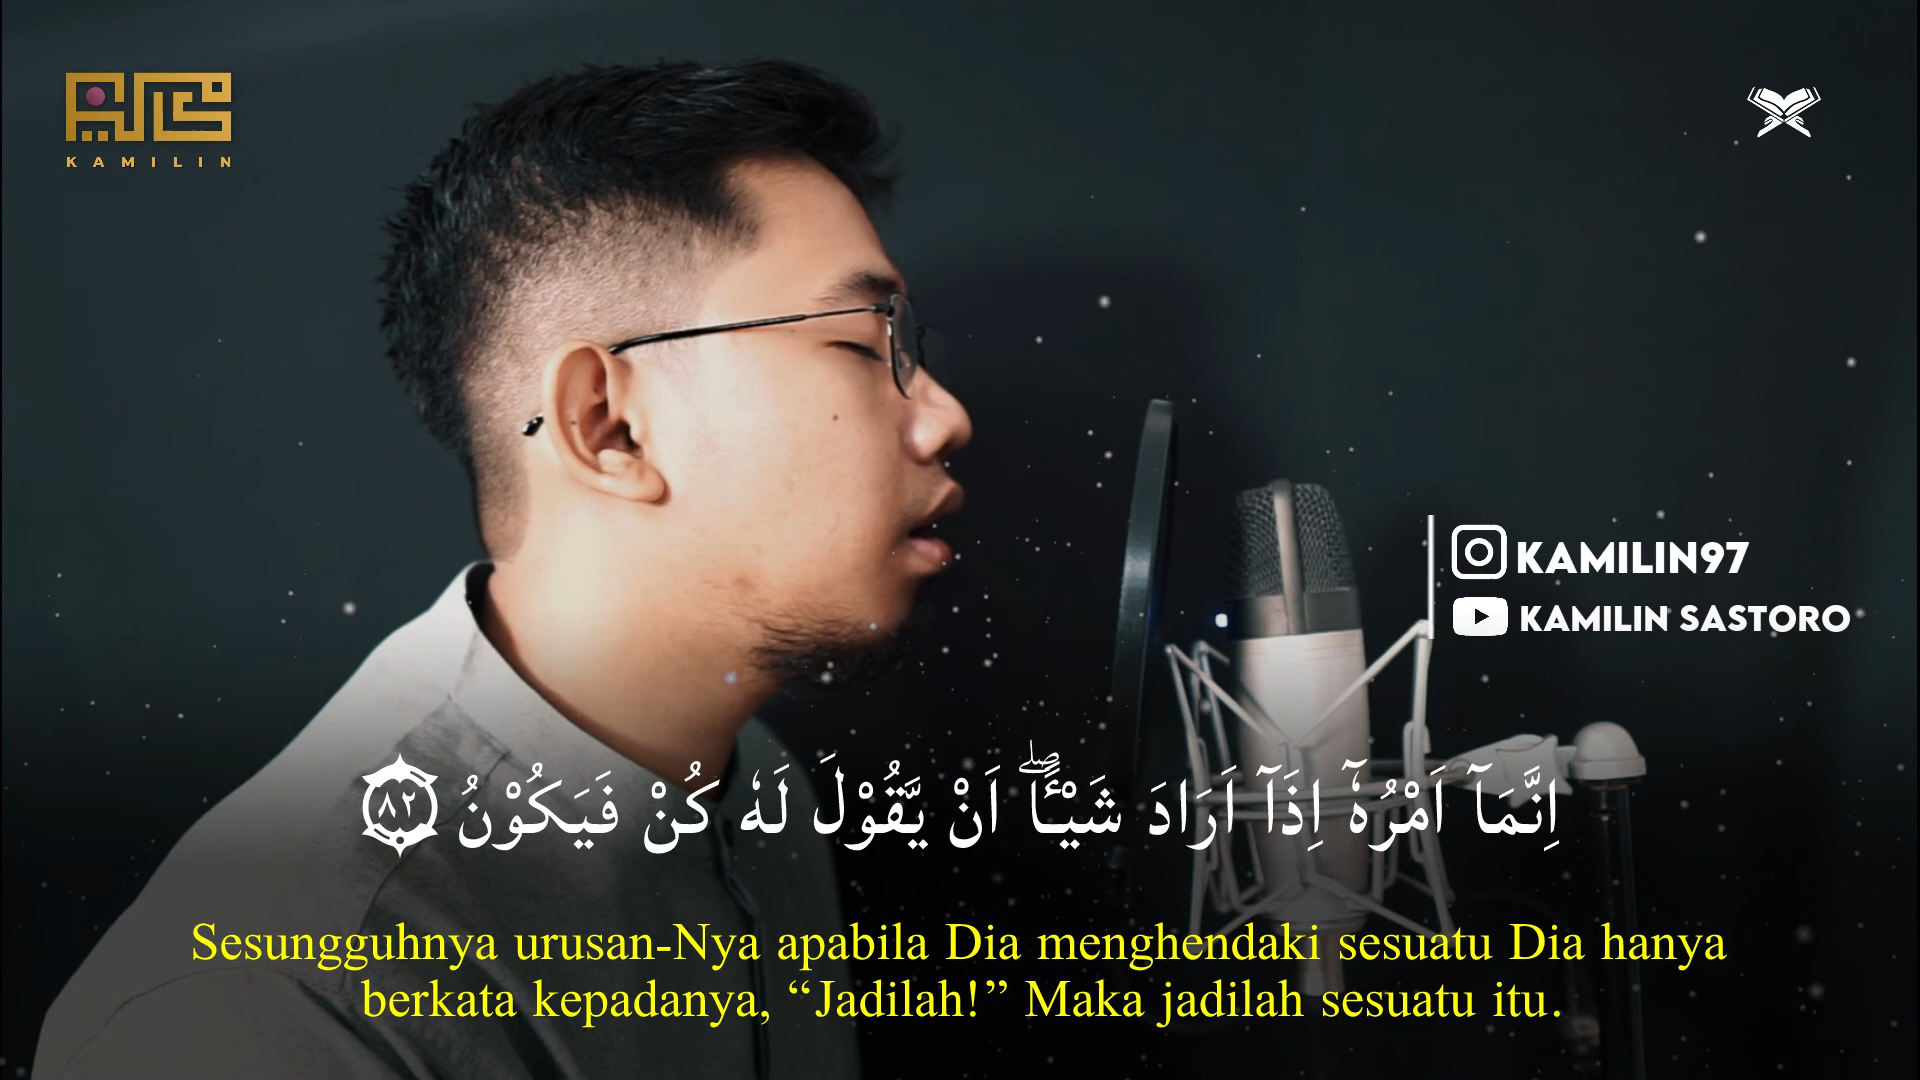 KAMILIN
KAMILIN97
KAMILIN SASTORO
اِنَّمَآ اَمْرُهٗٓ اِذَآ اَرَادَ شَيْـًٔاۖ اَنْ يَّقُوْلَ لَهٗ كُنْ فَيَكُوْنُ ٨٢
Sesungguhnya urusan-Nya apabila Dia menghendaki sesuatu Dia hanya
berkata kepadanya, “Jadilah!” Maka jadilah sesuatu itu.